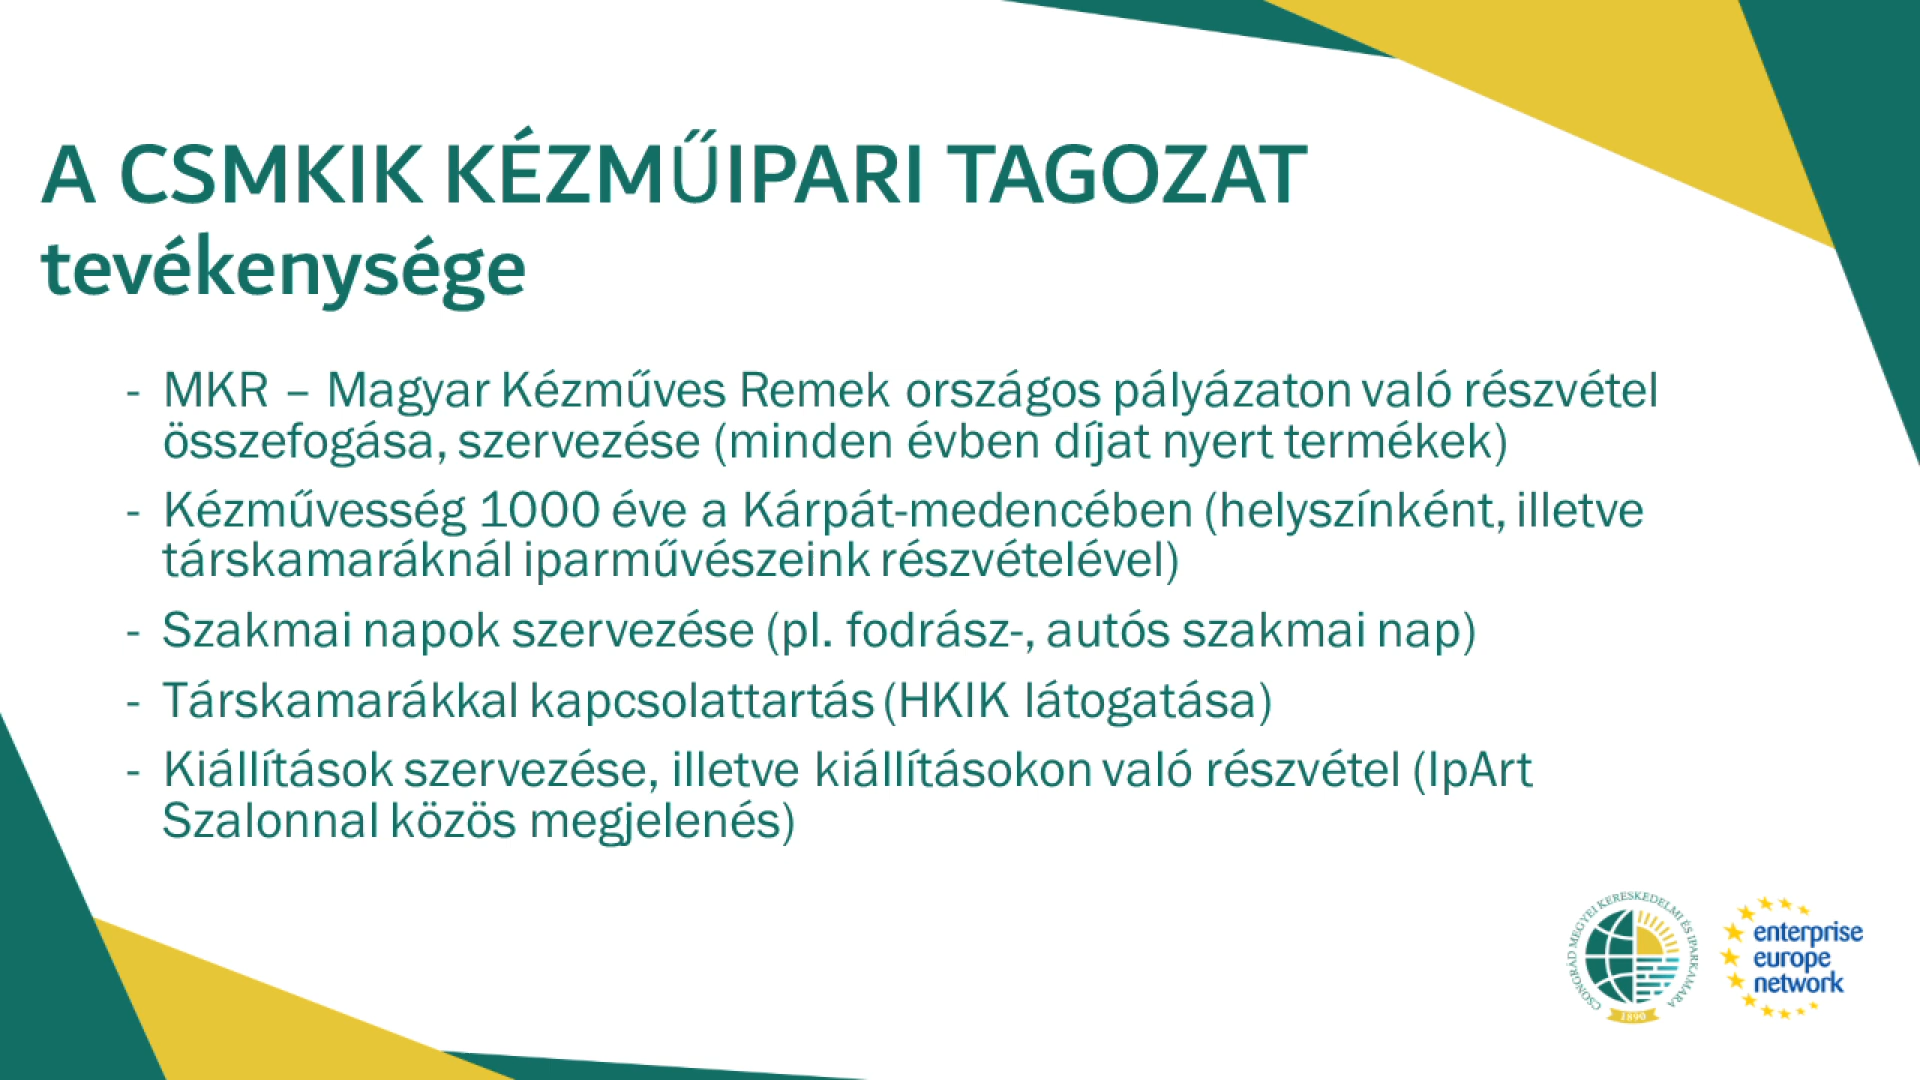 A CSMKIK KÉZMŰIPARI TAGOZAT
tevékenysége
- MKR – Magyar Kézműves Remek országos pályázaton való részvétel
összefogása, szervezése (minden évben díjat nyert termékek)
- Kézművesség 1000 éve a Kárpát-medencében (helyszínként, illetve
társkamaráknál iparművészeink részvételével)
- Szakmai napok szervezése (pl. fodrász-, autós szakmai nap)
- Társkamarákkal kapcsolattartás (HKIK látogatása)
- Kiállítások szervezése, illetve kiállításokon való részvétel (IpArt
Szalonnal közös megjelenés)
CSONGRÁD MEGYEI KERESKEDELMI ÉS IPARKAMARA
1890
enterprise
europe
network